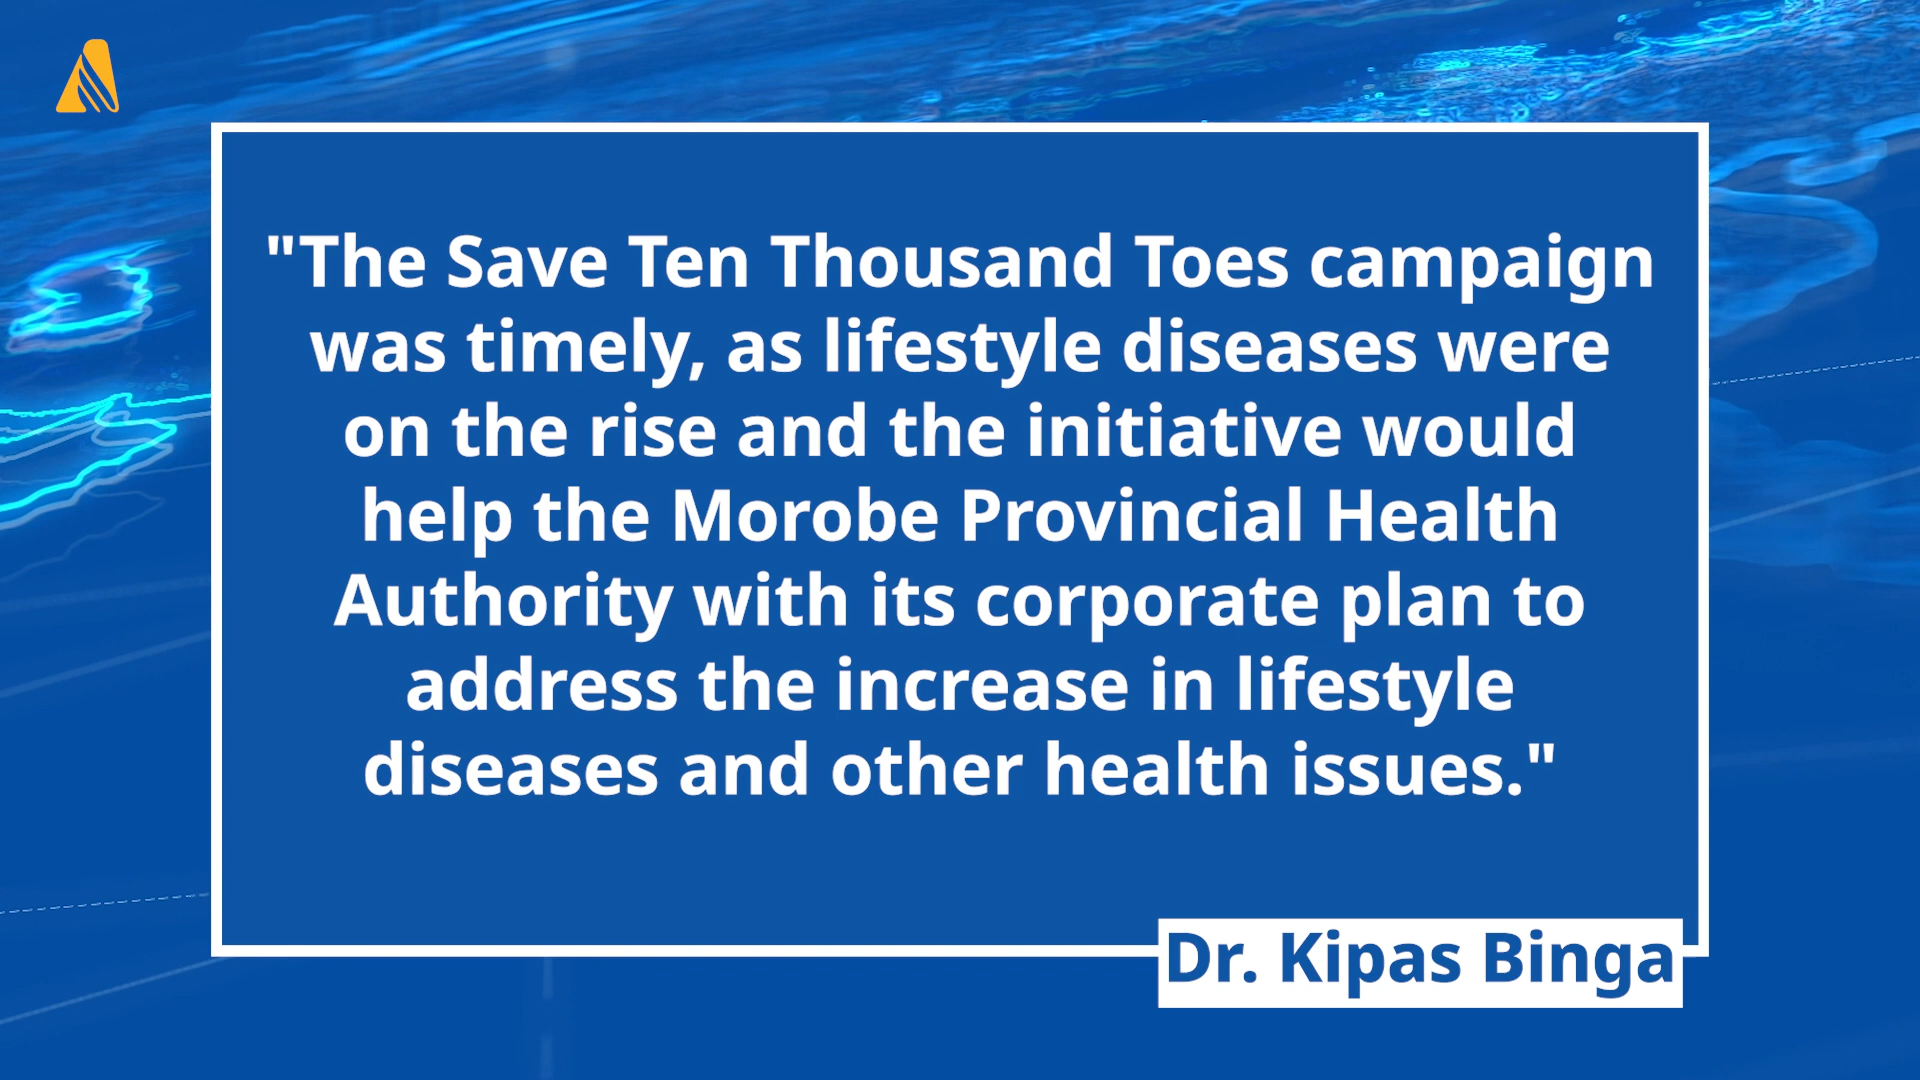 "The Save Ten Thousand Toes campaign
was timely, as lifestyle diseases were
on the rise and the initiative would
help the Morobe Provincial Health
Authority with its corporate plan to
address the increase in lifestyle
diseases and other health issues."
Dr. Kipas Binga